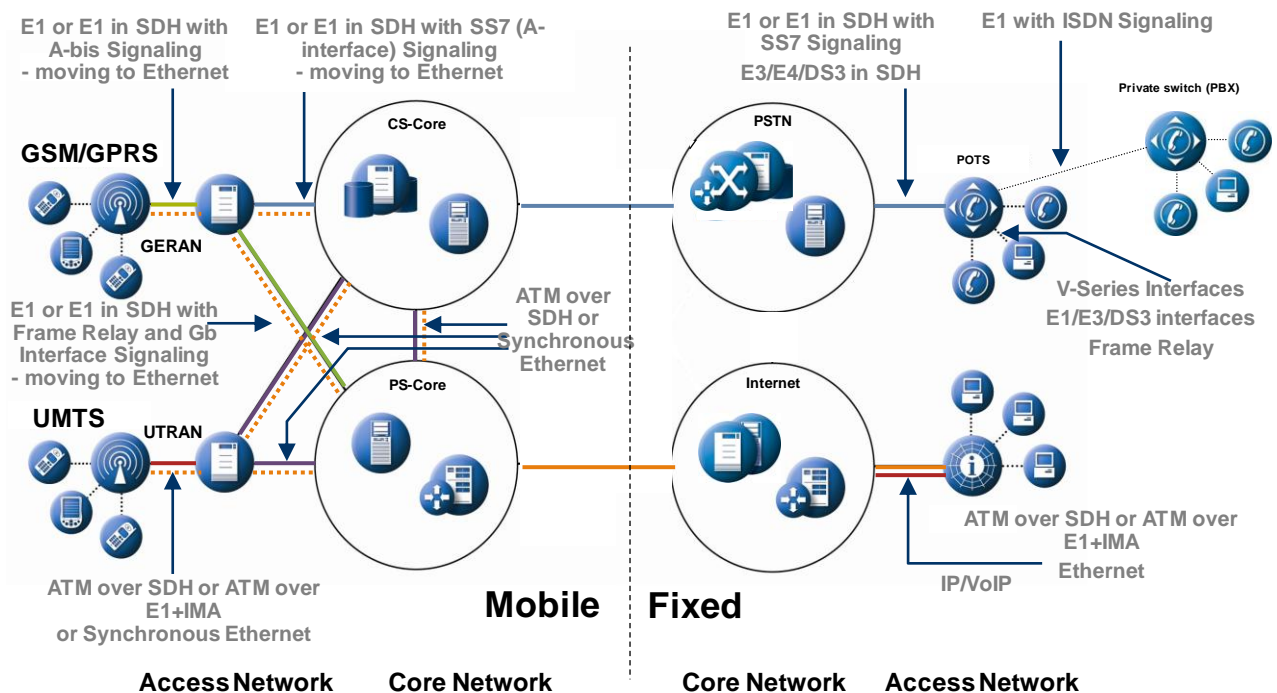 E1 or E1 in SDH with
A-bis Signaling
- moving to Ethernet
E1 or E1 in SDH with SS7 (A-
interface) Signaling
- moving to Ethernet
E1 or E1 in SDH with
SS7 Signaling
E3/E4/DS3 in SDH
E1 with ISDN Signaling
Private switch (PBX)
CS-Core
PSTN
GSM/GPRS
POTS
GERAN
E1 or E1 in SDH with
Frame Relay and Gb
Interface Signaling
- moving to Ethernet
ATM over
SDH or
Synchronous
Ethernet
V-Series Interfaces
E1/E3/DS3 interfaces
Frame Relay
PS-Core
Internet
UMTS
UTRAN
ATM over SDH or ATM over
E1+IMA
or Synchronous Ethernet
ATM over SDH or ATM over
E1+IMA
Ethernet
IP/VoIP
Mobile
Fixed
Access Network
Core Network
Core Network
Access Network